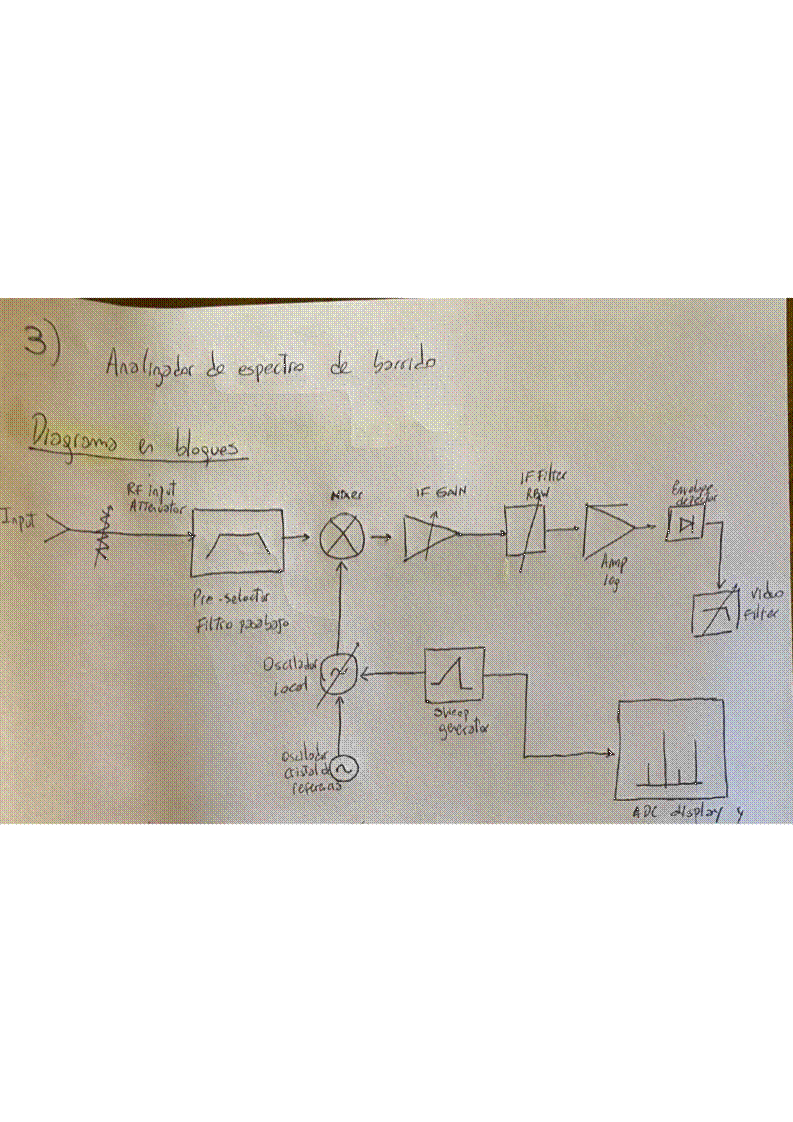 3)
Analizador de espectro de barrido
Diagrama en bloques
Input
RF input
Attenuator
Pre-selector
Filtro pasabajo
Mixer
IF GAIN
IF Filter
RBW
Amp
log
Envelope
detector
Video
Filter
Oscilador
Local
Sweep
generator
Oscilador
cristal de
referencia
ADC display y